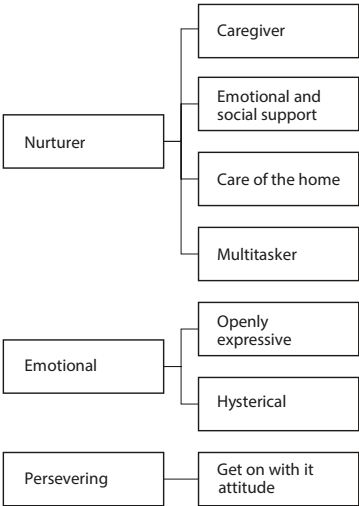 Nurturer
Caregiver
Emotional and
social support
Care of the home
Multitasker
Emotional
Openly
expressive
Hysterical
Persevering
Get on with it
attitude